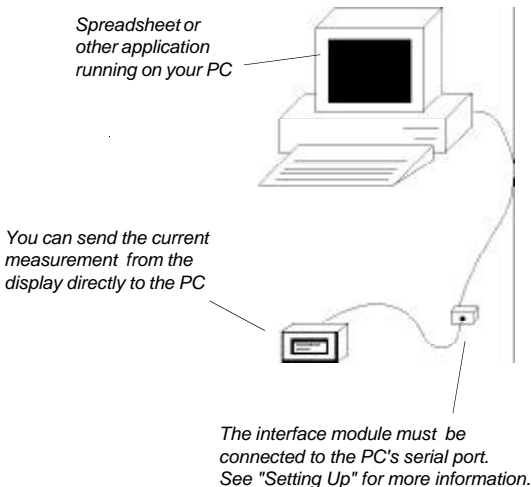 Spreadsheet or
other application
running on your PC
You can send the current
measurement from the
display directly to the PC
The interface module must be
connected to the PC's serial port.
See "Setting Up" for more information.